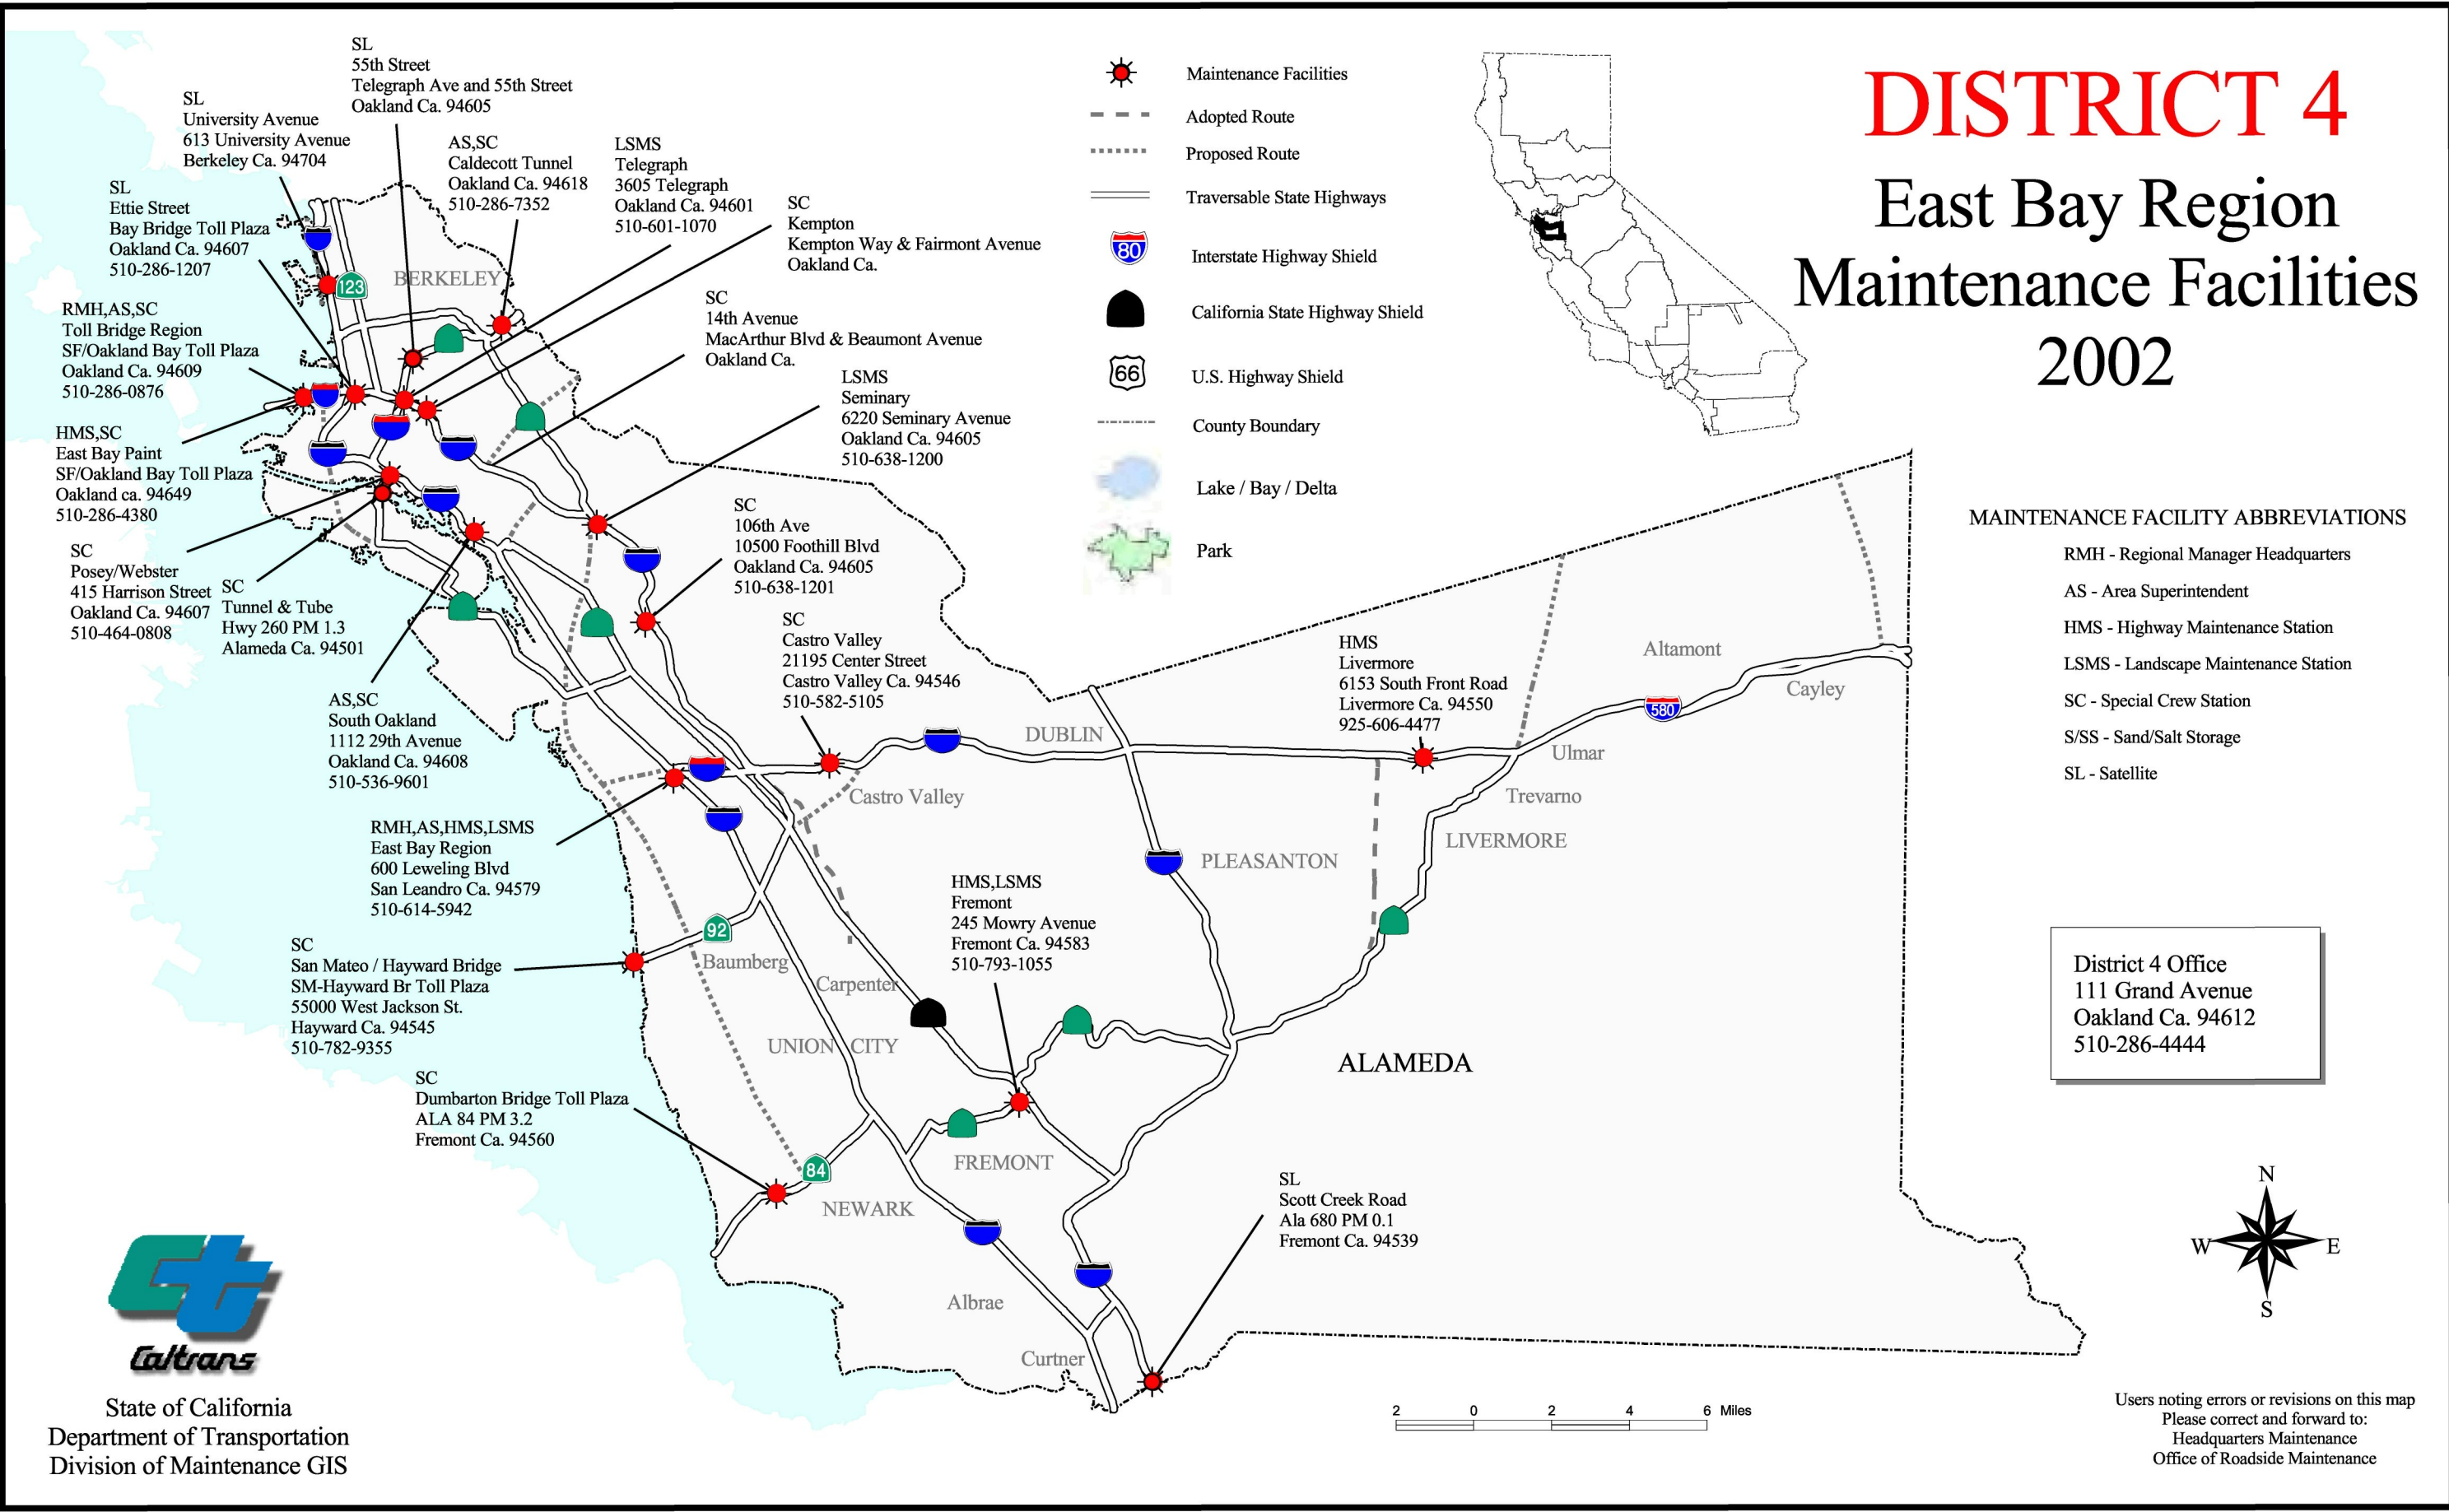 SL
55th Street
Telegraph Ave and 55th Street
Oakland Ca. 94605
SL
University Avenue
613 University Avenue
Berkeley Ca. 94704
AS,SC
Caldecott Tunnel
Oakland Ca. 94618
510-286-7352
LSMS
Telegraph
3605 Telegraph
Oakland Ca. 94601
510-601-1070
SL
Ettie Street
Bay Bridge Toll Plaza
Oakland Ca. 94607
510-286-1207
SC
Kempton
Kempton Way & Fairmont Avenue
Oakland Ca.
RMH,AS,SC
Toll Bridge Region
SF/Oakland Bay Toll Plaza
Oakland Ca. 94609
510-286-0876
SC
14th Avenue
MacArthur Blvd & Beaumont Avenue
Oakland Ca.
LSMS
Seminary
6220 Seminary Avenue
Oakland Ca. 94605
510-638-1200
HMS,SC
East Bay Paint
SF/Oakland Bay Toll Plaza
Oakland ca. 94649
510-286-4380
SC
106th Ave
10500 Foothill Blvd
Oakland Ca. 94605
510-638-1201
SC
Posey/Webster
415 Harrison Street
Oakland Ca. 94607
510-464-0808
SC
Tunnel & Tube
Hwy 260 PM 1.3
Alameda Ca. 94501
SC
Castro Valley
21195 Center Street
Castro Valley Ca. 94546
510-582-5105
HMS
Livermore
6153 South Front Road
Livermore Ca. 94550
925-606-4477
AS,SC
South Oakland
1112 29th Avenue
Oakland Ca. 94608
510-536-9601
RMH,AS,HMS,LSMS
East Bay Region
600 Leweling Blvd
San Leandro Ca. 94579
510-614-5942
HMS,LSMS
Fremont
245 Mowry Avenue
Fremont Ca. 94583
510-793-1055
SC
San Mateo / Hayward Bridge
SM-Hayward Br Toll Plaza
55000 West Jackson St.
Hayward Ca. 94545
510-782-9355
SC
Dumbarton Bridge Toll Plaza
ALA 84 PM 3.2
Fremont Ca. 94560
SL
Scott Creek Road
Ala 680 PM 0.1
Fremont Ca. 94539
123
BERKELEY
DUBLIN
Castro Valley
Altamont
Cayley
580
Ulmar
Trevarno
LIVERMORE
PLEASANTON
92
Baumberg
Carpenter
UNION CITY
ALAMEDA
FREMONT
84
NEWARK
Albrae
Curtner
Maintenance Facilities
Adopted Route
Proposed Route
Traversable State Highways
80
Interstate Highway Shield
California State Highway Shield
66
U.S. Highway Shield
County Boundary
Lake / Bay / Delta
Park
DISTRICT 4
East Bay Region
Maintenance Facilities
2002
MAINTENANCE FACILITY ABBREVIATIONS
RMH - Regional Manager Headquarters
AS - Area Superintendent
HMS - Highway Maintenance Station
LSMS - Landscape Maintenance Station
SC - Special Crew Station
S/SS - Sand/Salt Storage
SL - Satellite
District 4 Office
111 Grand Avenue
Oakland Ca. 94612
510-286-4444
N
W E
S
2 0 2 4 6 Miles
Ct
Caltrans
State of California
Department of Transportation
Division of Maintenance GIS
Users noting errors or revisions on this map
Please correct and forward to:
Headquarters Maintenance
Office of Roadside Maintenance